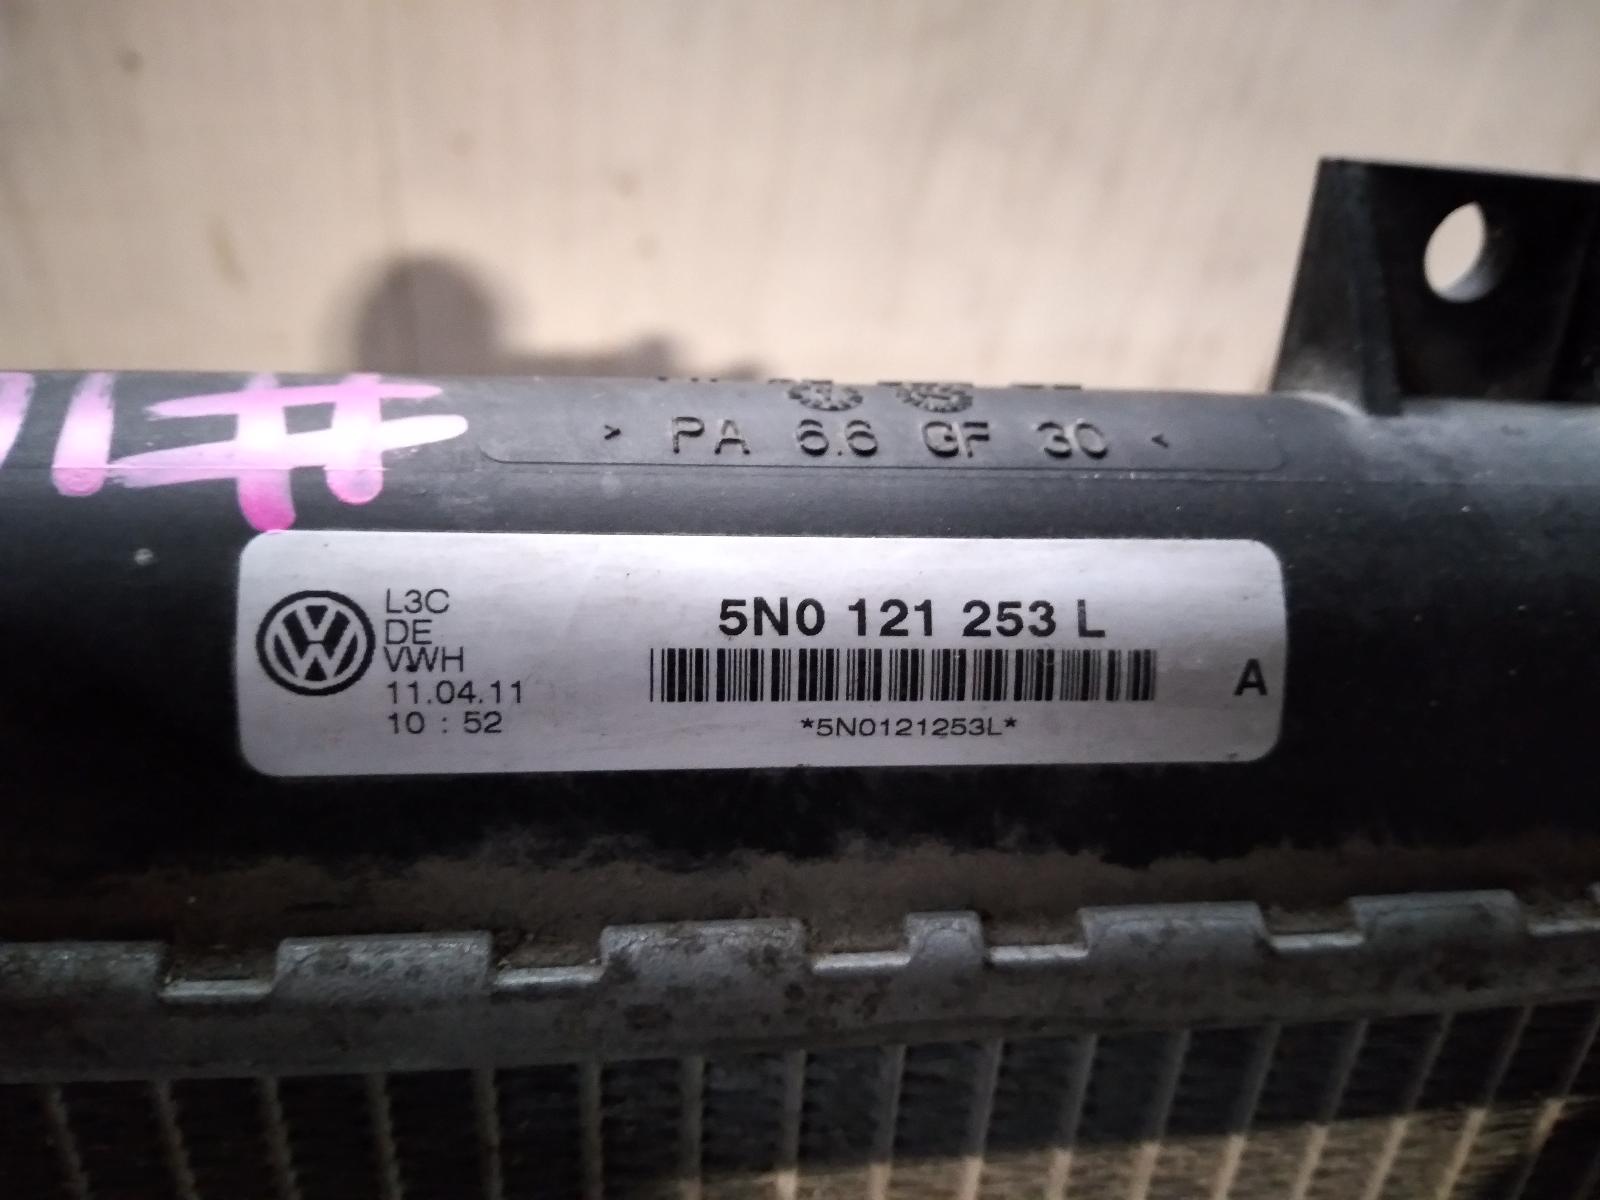 > PA 6.6 GF 30 <
L3C
DE
VWH
11.04.11
10 : 52
5N0 121 253 L
*5N0121253L*
A